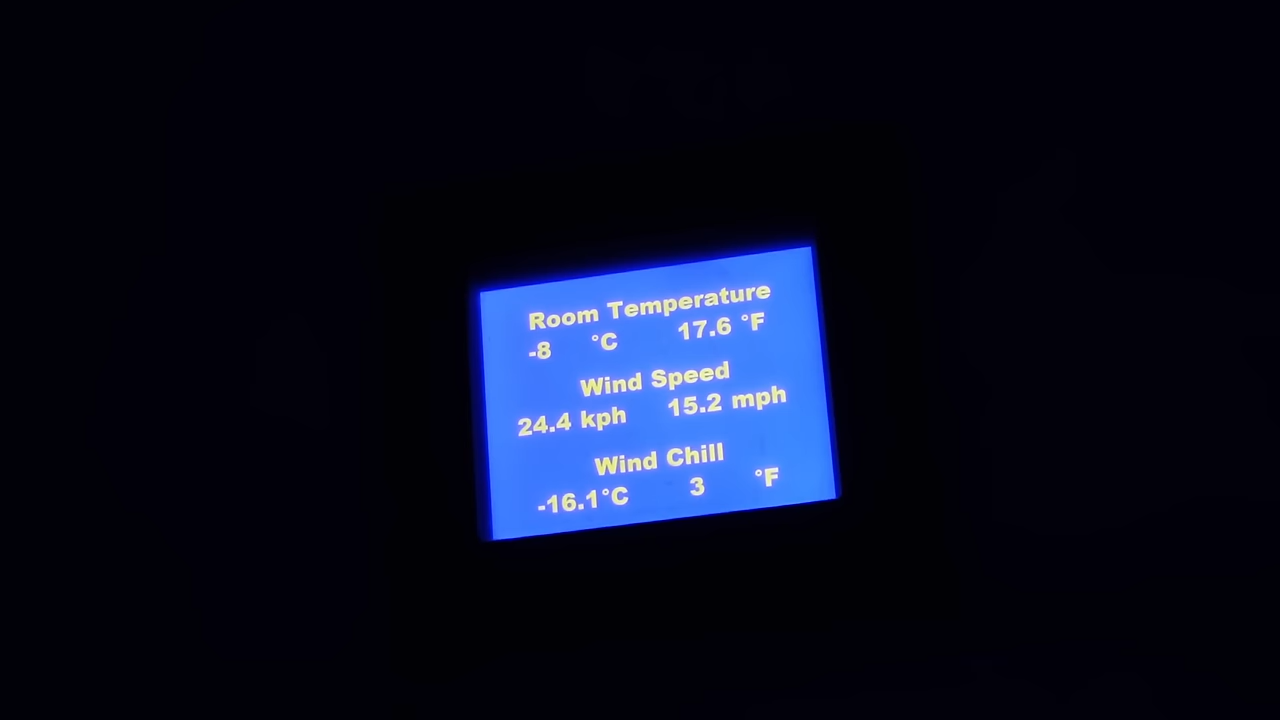 Room Temperature
-8 °C 17.6 °F
Wind Speed
24.4 kph 15.2 mph
Wind Chill
-16.1°C 3 °F